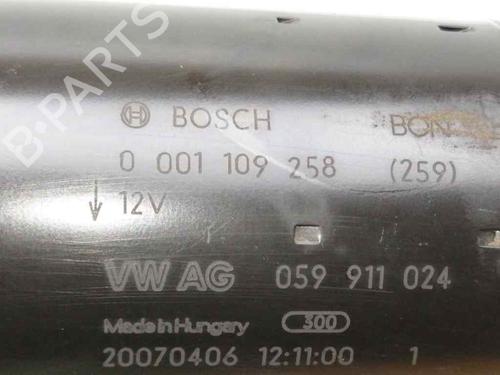 B-PARTS
BOSCH BON
0 001 109 258 (259)
12V
VW AG 059 911 024
Made in Hungary 300
20070406 12:11:00 1